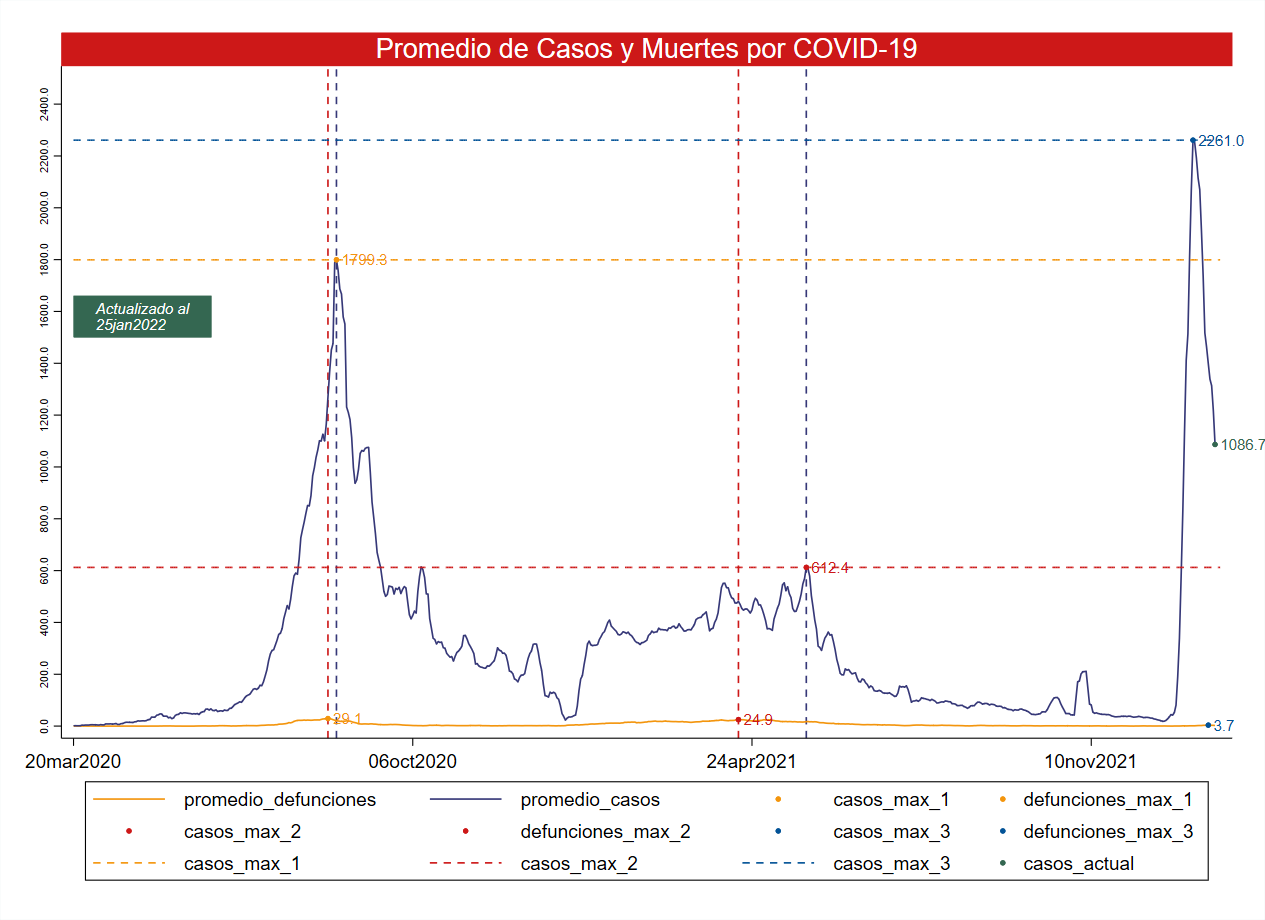 Promedio de Casos y Muertes por COVID-19
2400.0
2200.0
2000.0
1800.0
1600.0
1400.0
1200.0
1000.0
800.0
600.0
400.0
200.0
0.0
2261.0
1799.3
Actualizado al
25jan2022
1086.7
612.4
29.1
24.9
3.7
20mar2020 06oct2020 24apr2021 10nov2021
promedio_defunciones promedio_casos casos_max_1 defunciones_max_1
casos_max_2 defunciones_max_2 casos_max_3 defunciones_max_3
casos_max_1 casos_max_2 casos_max_3 casos_actual